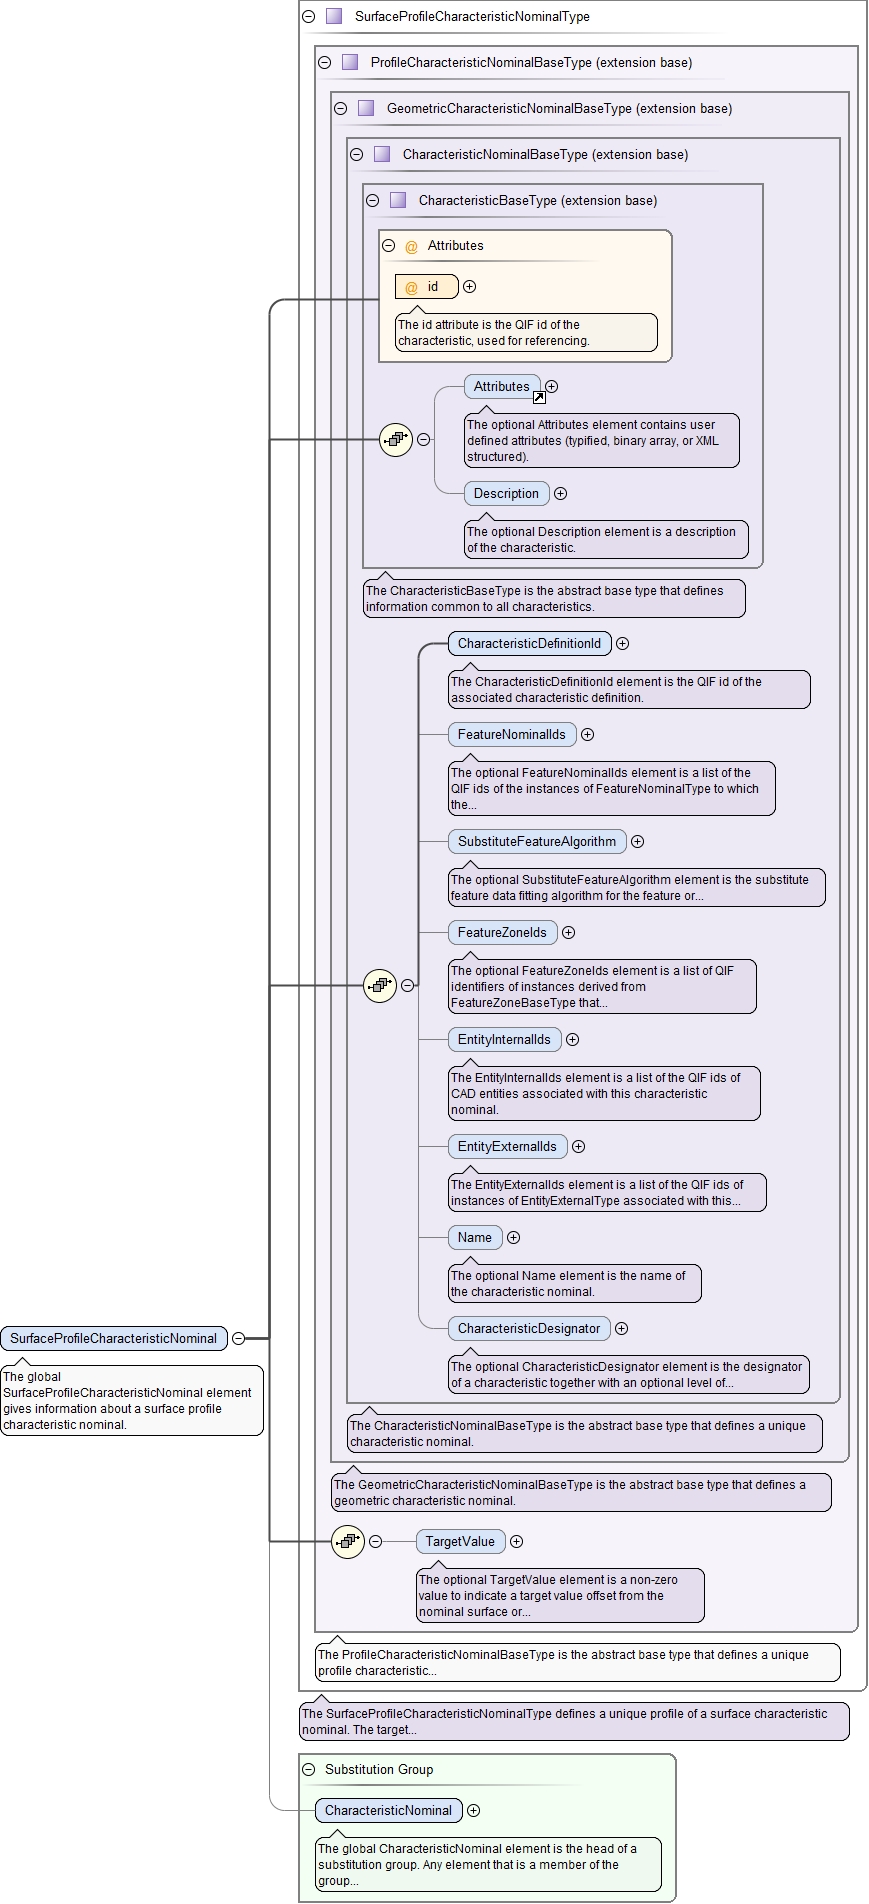 SurfaceProfileCharacteristicNominalType
ProfileCharacteristicNominalBaseType (extension base)
GeometricCharacteristicNominalBaseType (extension base)
CharacteristicNominalBaseType (extension base)
CharacteristicBaseType (extension base)
@ Attributes
@ id
The id attribute is the QIF id of the
characteristic, used for referencing.
Attributes
The optional Attributes element contains user
defined attributes (typified, binary array, or XML
structured).
Description
The optional Description element is a description
of the characteristic.
The CharacteristicBaseType is the abstract base type that defines
information common to all characteristics.
CharacteristicDefinitionId
The CharacteristicDefinitionId element is the QIF id of the
associated characteristic definition.
FeatureNominalIds
The optional FeatureNominalIds element is a list of the
QIF ids of the instances of FeatureNominalType to which
the...
SubstituteFeatureAlgorithm
The optional SubstituteFeatureAlgorithm element is the substitute
feature data fitting algorithm for the feature or...
FeatureZoneIds
The optional FeatureZoneIds element is a list of QIF
identifiers of instances derived from
FeatureZoneBaseType that...
EntityInternalIds
The EntityInternalIds element is a list of the QIF ids of
CAD entities associated with this characteristic
nominal.
EntityExternalIds
The EntityExternalIds element is a list of the QIF ids of
instances of EntityExternalType associated with this...
Name
The optional Name element is the name of
the characteristic nominal.
CharacteristicDesignator
The optional CharacteristicDesignator element is the designator
of a characteristic together with an optional level of...
SurfaceProfileCharacteristicNominal
The global
SurfaceProfileCharacteristicNominal element
gives information about a surface profile
characteristic nominal.
The CharacteristicNominalBaseType is the abstract base type that defines a unique
characteristic nominal.
The GeometricCharacteristicNominalBaseType is the abstract base type that defines a
geometric characteristic nominal.
TargetValue
The optional TargetValue element is a non-zero
value to indicate a target value offset from the
nominal surface or...
The ProfileCharacteristicNominalBaseType is the abstract base type that defines a unique
profile characteristic...
The SurfaceProfileCharacteristicNominalType defines a unique profile of a surface characteristic
nominal. The target...
Substitution Group
CharacteristicNominal
The global CharacteristicNominal element is the head of a
substitution group. Any element that is a member of the
group...